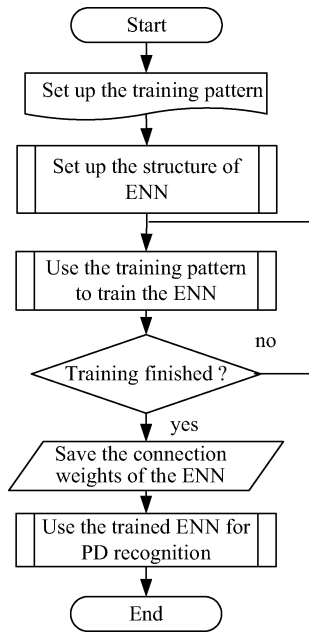 Start
Set up the training pattern
Set up the structure of
ENN
Use the training pattern
to train the ENN
no
Training finished ?
yes
Save the connection
weights of the ENN
Use the trained ENN for
PD recognition
End